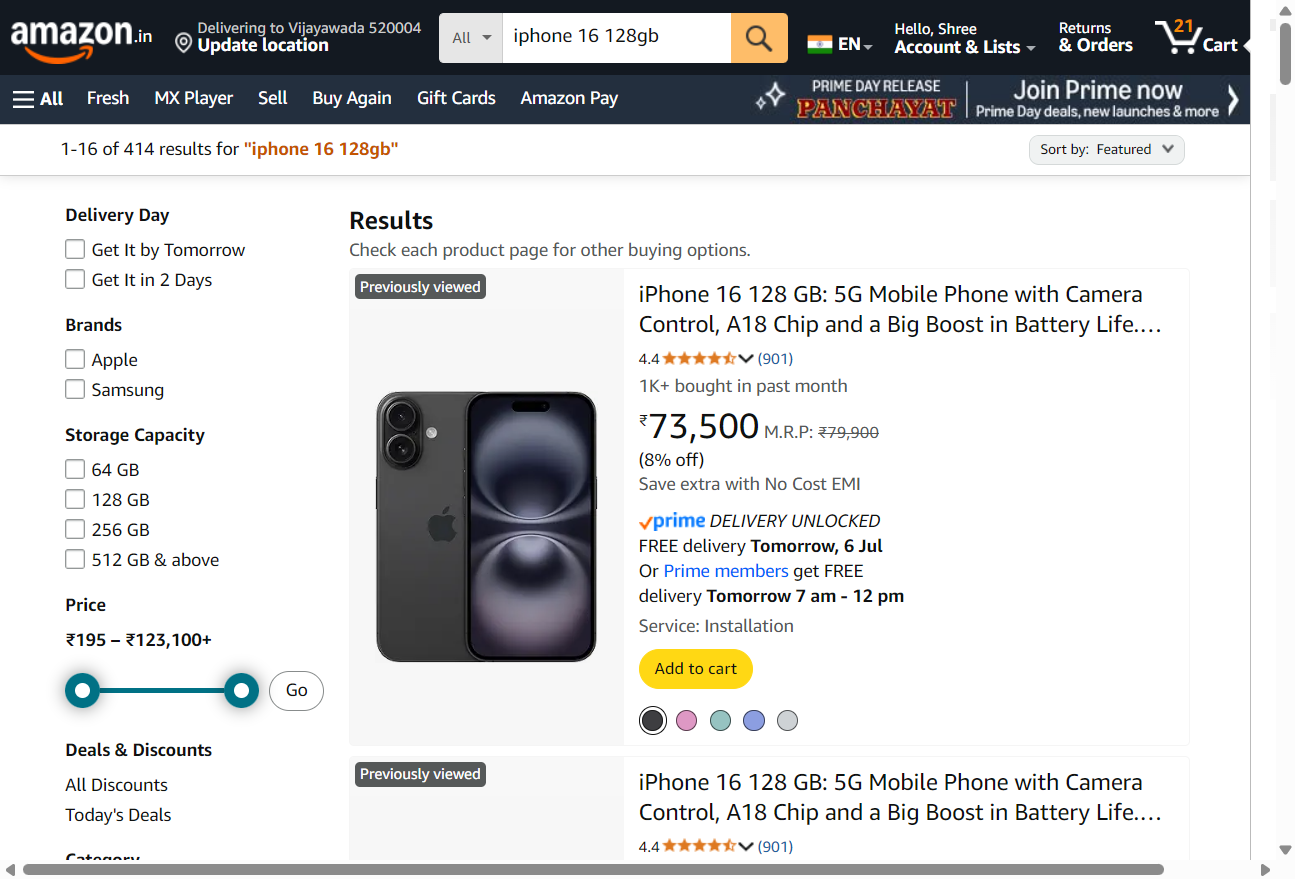 amazon.in
Delivering to Vijayawada 520004
Update location
All
iphone 16 128gb
EN
Hello, Shree
Account & Lists
Returns
& Orders
21
Cart
All
Fresh
MX Player
Sell
Buy Again
Gift Cards
Amazon Pay
PRIME DAY RELEASE
PANCHAYAT
Join Prime now
Prime Day deals, new launches & more
1-16 of 414 results for "iphone 16 128gb"
Sort by: Featured
Delivery Day
Get It by Tomorrow
Get It in 2 Days
Brands
Apple
Samsung
Storage Capacity
64 GB
128 GB
256 GB
512 GB & above
Price
₹195 – ₹123,100+
Go
Deals & Discounts
All Discounts
Today's Deals
Category
Results
Check each product page for other buying options.
Previously viewed
iPhone 16 128 GB: 5G Mobile Phone with Camera
Control, A18 Chip and a Big Boost in Battery Life....
4.4 (901)
1K+ bought in past month
₹73,500 M.R.P: ₹79,900
(8% off)
Save extra with No Cost EMI
prime DELIVERY UNLOCKED
FREE delivery Tomorrow, 6 Jul
Or Prime members get FREE
delivery Tomorrow 7 am - 12 pm
Service: Installation
Add to cart
Previously viewed
iPhone 16 128 GB: 5G Mobile Phone with Camera
Control, A18 Chip and a Big Boost in Battery Life....
4.4 (901)